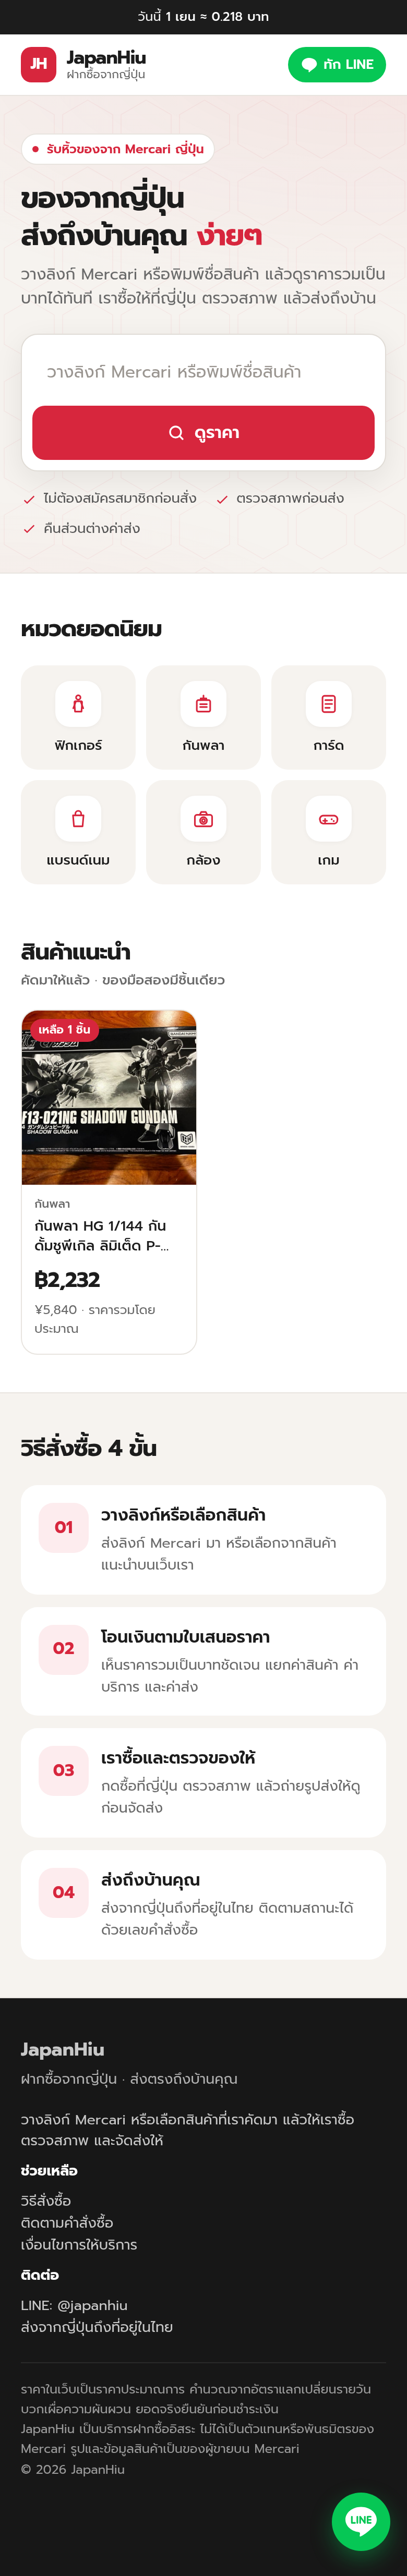 วันนี้ 1 เยน ≈ 0.218 บาท
JH
JapanHiu
ฝากซื้อจากญี่ปุ่น
ทัก LINE
รับหิ้วของจาก Mercari ญี่ปุ่น
ของจากญี่ปุ่น
ส่งถึงบ้านคุณ ง่ายๆ
วางลิงก์ Mercari หรือพิมพ์ชื่อสินค้า แล้วดูราคารวมเป็น
บาทได้ทันที เราซื้อให้ที่ญี่ปุ่น ตรวจสภาพ แล้วส่งถึงบ้าน
วางลิงก์ Mercari หรือพิมพ์ชื่อสินค้า
ดูราคา
ไม่ต้องสมัครสมาชิกก่อนสั่ง
ตรวจสภาพก่อนส่ง
คืนส่วนต่างค่าส่ง
หมวดยอดนิยม
ฟิกเกอร์
กันพลา
การ์ด
แบรนด์เนม
กล้อง
เกม
สินค้าแนะนำ
คัดมาให้แล้ว · ของมือสองมีชิ้นเดียว
เหลือ 1 ชิ้น
F13-021NG SHADOW GUNDAM
ガンダムシュピーゲル
SHADOW GUNDAM
กันพลา
กันพลา HG 1/144 กัน
ดั้มชูพีเกิล ลิมิเต็ด P-...
฿2,232
¥5,840 · ราคารวมโดย
ประมาณ
วิธีสั่งซื้อ 4 ขั้น
01
วางลิงก์หรือเลือกสินค้า
ส่งลิงก์ Mercari มา หรือเลือกจากสินค้า
แนะนำบนเว็บเรา
02
โอนเงินตามใบเสนอราคา
เห็นราคารวมเป็นบาทชัดเจน แยกค่าสินค้า ค่า
บริการ และค่าส่ง
03
เราซื้อและตรวจของให้
กดซื้อที่ญี่ปุ่น ตรวจสภาพ แล้วถ่ายรูปส่งให้ดู
ก่อนจัดส่ง
04
ส่งถึงบ้านคุณ
ส่งจากญี่ปุ่นถึงที่อยู่ในไทย ติดตามสถานะได้
ด้วยเลขคำสั่งซื้อ
JapanHiu
ฝากซื้อจากญี่ปุ่น · ส่งตรงถึงบ้านคุณ
วางลิงก์ Mercari หรือเลือกสินค้าที่เราคัดมา แล้วให้เราซื้อ
ตรวจสภาพ และจัดส่งให้
ช่วยเหลือ
วิธีสั่งซื้อ
ติดตามคำสั่งซื้อ
เงื่อนไขการให้บริการ
ติดต่อ
LINE: @japanhiu
ส่งจากญี่ปุ่นถึงที่อยู่ในไทย
ราคาในเว็บเป็นราคาประมาณการ คำนวณจากอัตราแลกเปลี่ยนรายวัน
บวกเผื่อความผันผวน ยอดจริงยืนยันก่อนชำระเงิน
JapanHiu เป็นบริการฝากซื้ออิสระ ไม่ได้เป็นตัวแทนหรือพันธมิตรของ
Mercari รูปและข้อมูลสินค้าเป็นของผู้ขายบน Mercari
© 2026 JapanHiu
LINE